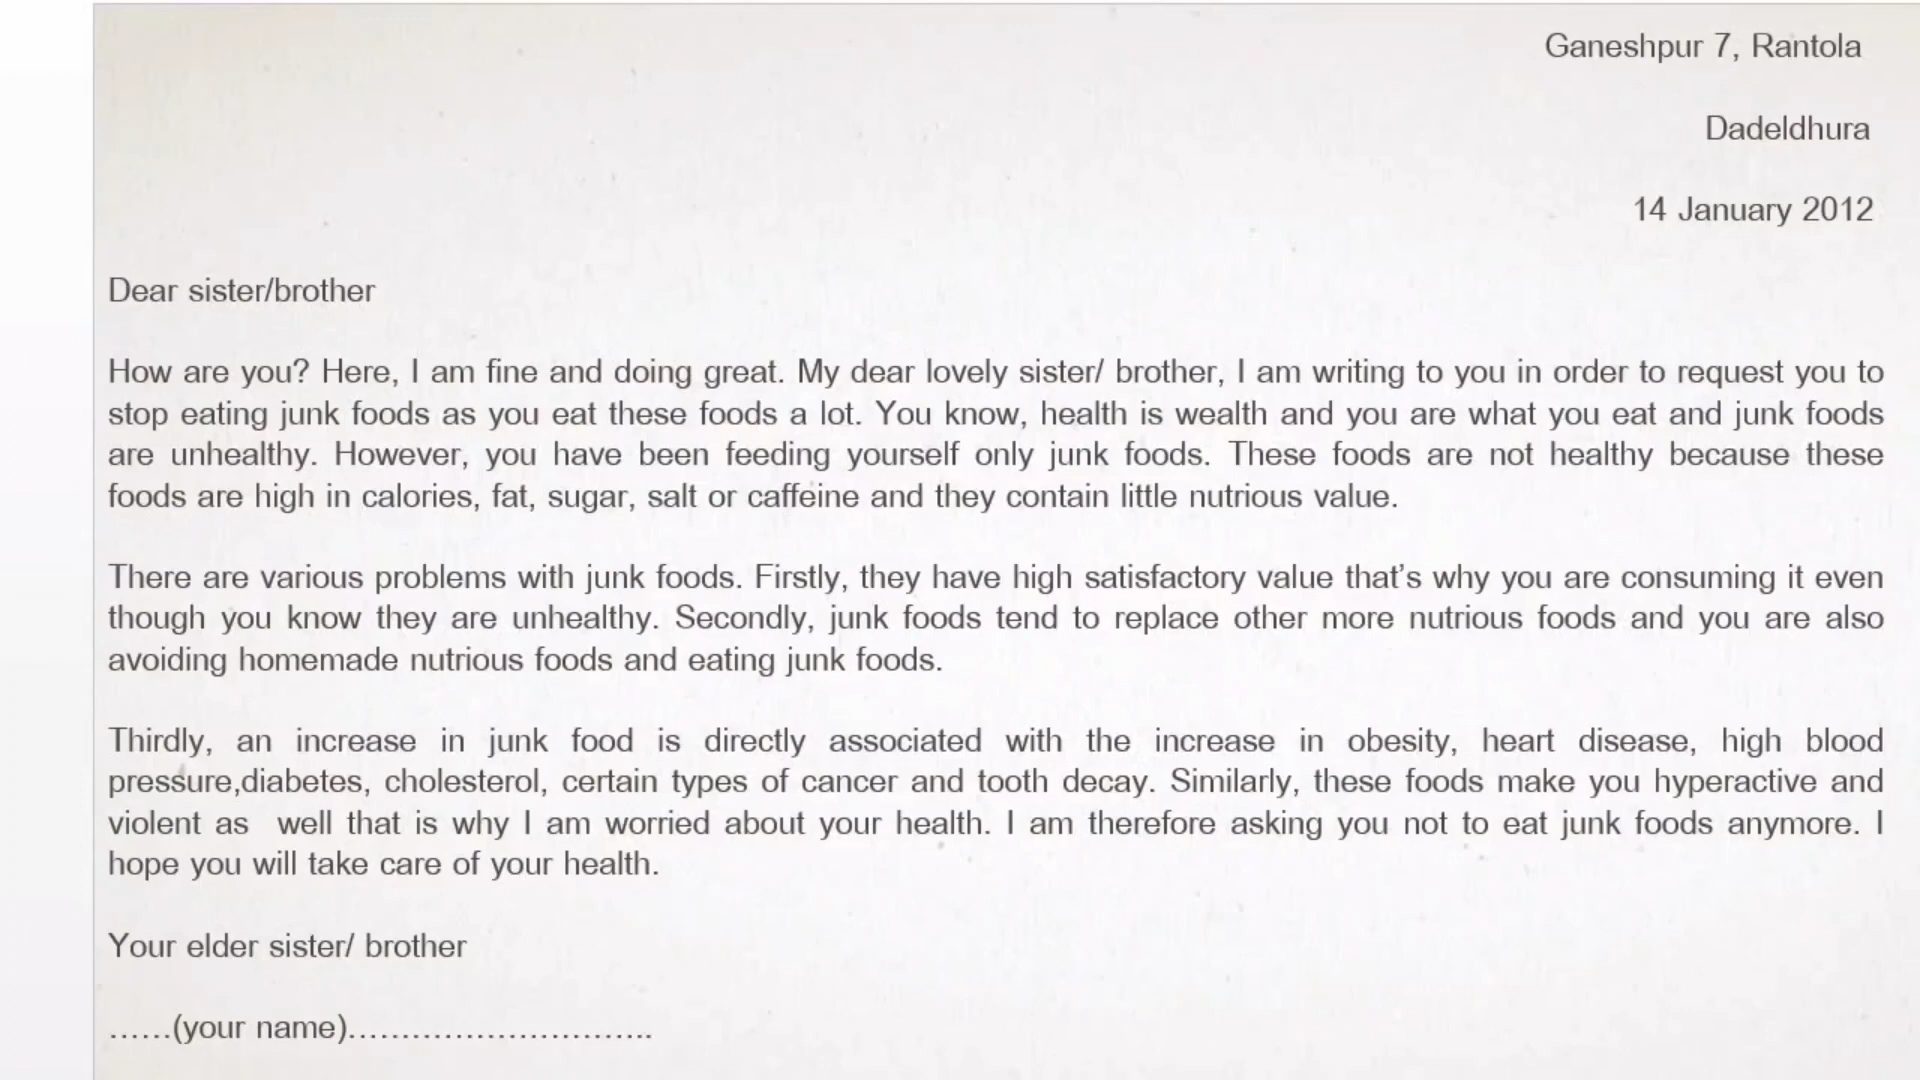 Ganeshpur 7, Rantola
Dadeldhura
14 January 2012
Dear sister/brother
How are you? Here, I am fine and doing great. My dear lovely sister/ brother, I am writing to you in order to request you to
stop eating junk foods as you eat these foods a lot. You know, health is wealth and you are what you eat and junk foods
are unhealthy. However, you have been feeding yourself only junk foods. These foods are not healthy because these
foods are high in calories, fat, sugar, salt or caffeine and they contain little nutrious value.
There are various problems with junk foods. Firstly, they have high satisfactory value that’s why you are consuming it even
though you know they are unhealthy. Secondly, junk foods tend to replace other more nutrious foods and you are also
avoiding homemade nutrious foods and eating junk foods.
Thirdly, an increase in junk food is directly associated with the increase in obesity, heart disease, high blood
pressure,diabetes, cholesterol, certain types of cancer and tooth decay. Similarly, these foods make you hyperactive and
violent as  well that is why I am worried about your health. I am therefore asking you not to eat junk foods anymore. I
hope you will take care of your health.
Your elder sister/ brother
……(your name)………………………..